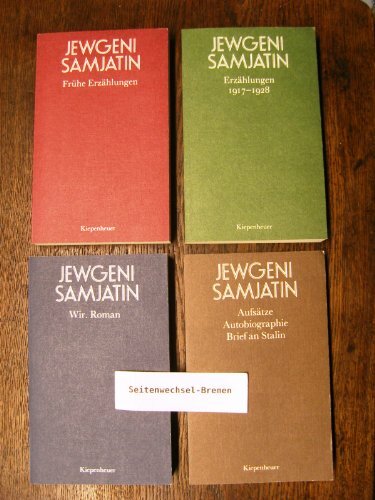 JEWGENI
SAMJATIN
Frühe Erzählungen
Kiepenheuer
JEWGENI
SAMJATIN
Erzählungen
1917–1928
Kiepenheuer
JEWGENI
SAMJATIN
Wir. Roman
Kiepenheuer
JEWGENI
SAMJATIN
Aufsätze
Autobiographie
Brief an Stalin
Kiepenheuer
Seitenwechsel-Bremen